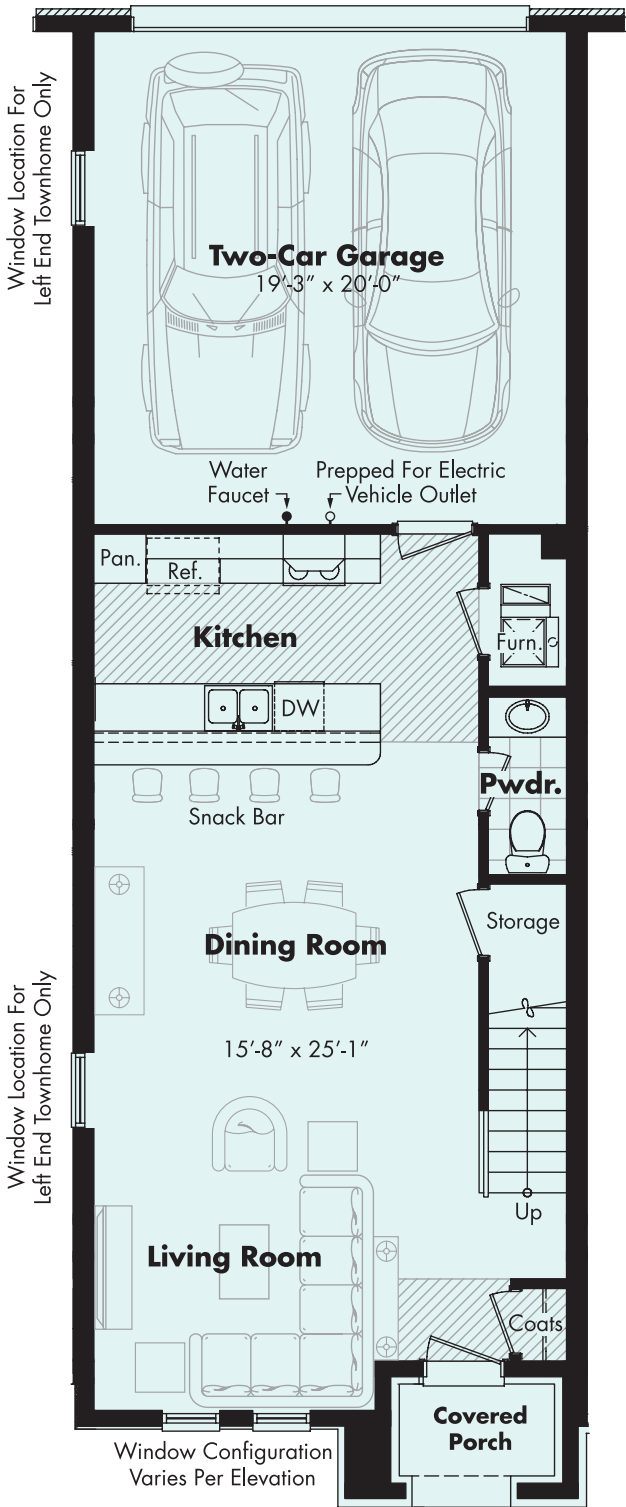 Window Location For
Left End Townhome Only
Two-Car Garage
19'-3” x 20'-0”
Water
Faucet
Prepped For Electric
Vehicle Outlet
Pan.
Ref.
Kitchen
Furn.
DW
Pwdr.
Snack Bar
Storage
Dining Room
15'-8” x 25'-1”
Window Location For
Left End Townhome Only
Up
Living Room
Coats
Covered
Porch
Window Configuration
Varies Per Elevation